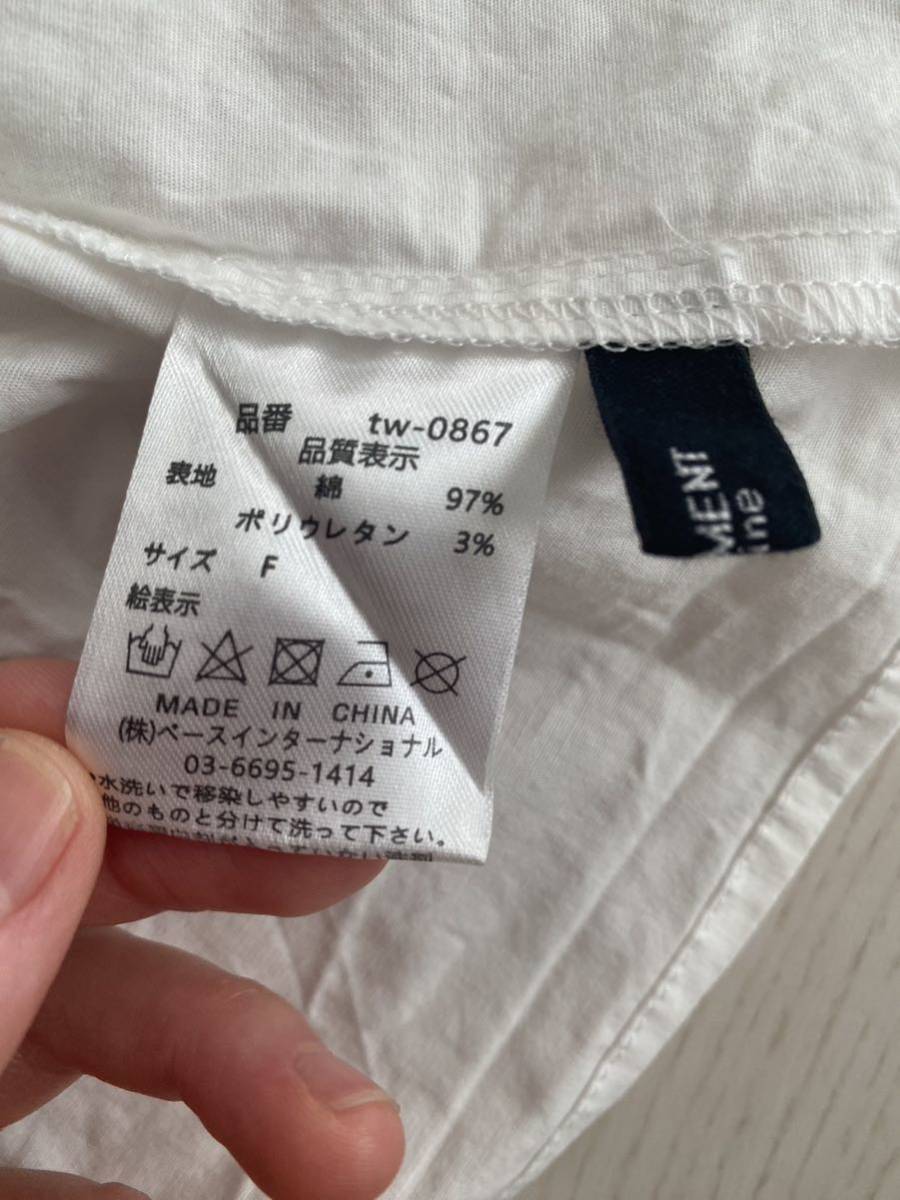 品番 tw-0867
品質表示
表地 綿 97%
ポリウレタン 3%
サイズ F
絵表示
MADE IN CHINA
(株)ベースインターナショナル
03-6695-1414
水洗いで移染しやすいので
他のものと分けて洗って下さい。
MENT
ine